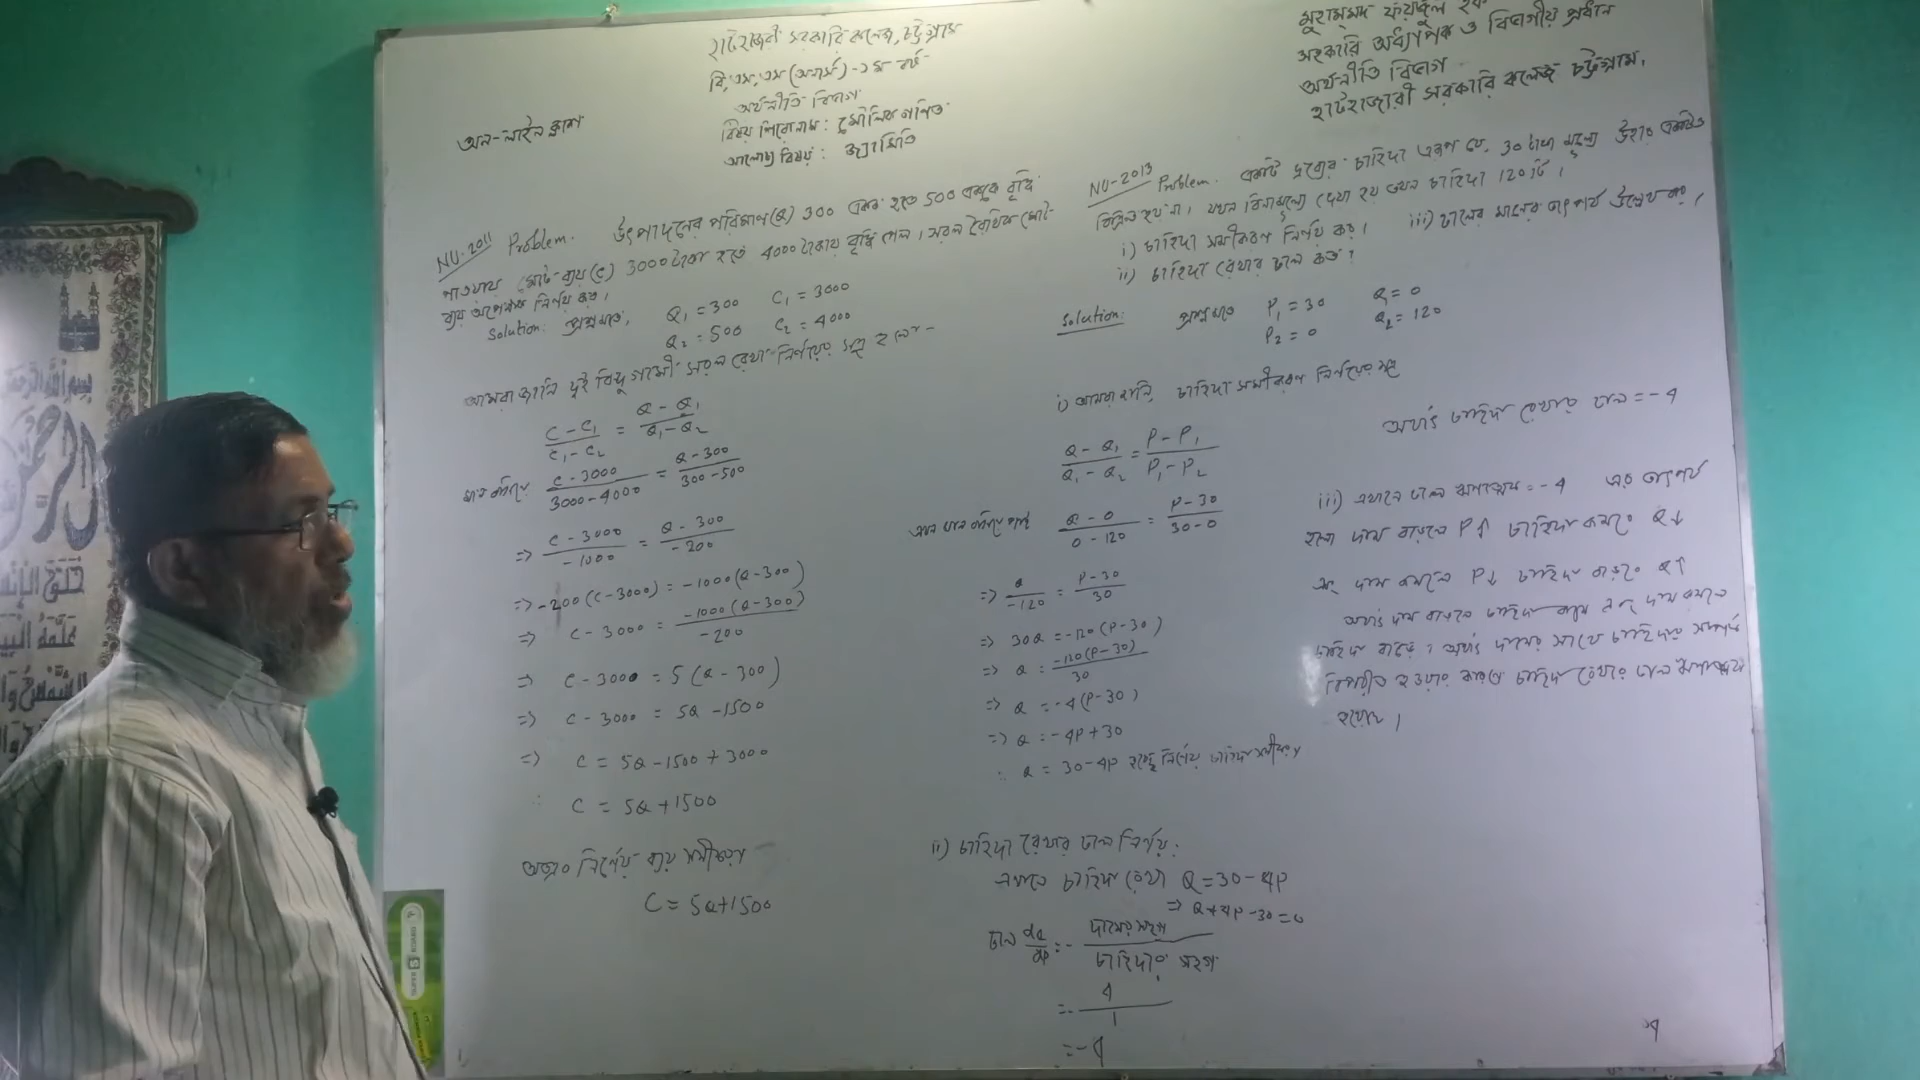 হাটহাজারী সরকারি কলেজ, চট্টগ্রাম
বি,এস,এস (অনার্স) -১ম বর্ষ
অর্থনীতি বিভাগ
বিষয় শিরোনাম: মৌলিক গণিত
আলোচ্য বিষয়: জ্যামিতি
অন-লাইন ক্লাশ
মুহাম্মদ
সহকারি অধ্যাপক ও বিভাগীয় প্রধান
অর্থনীতি বিভাগ
হাটহাজারী সরকারি কলেজ চট্টগ্রাম,
NU-2011 Problem. উৎপাদনের পরিমাণ(Q) 300 একক হতে 500 এককে বৃদ্ধি
পাওয়ায় মোট ব্যয়(C) 3000 টাকা হতে 4000 টাকায় বৃদ্ধি পেল। সরল রৈখিক মোট-
ব্যয় অপেক্ষক নির্ণয় কর।
Solution: প্রশ্নমতে, Q₁ = 300 C₁ = 3000
Q₂ = 500 C₂ = 4000
আমরা জানি দুই বিন্দু গামী সরল রেখা নির্ণয়ের সূত্র হল -
C - C₁ / C₁ - C₂ = Q - Q₁ / Q₁ - Q₂
মান বসিয়ে C - 3000 / 3000 - 4000 = Q - 300 / 300 - 500
=> C - 3000 / -1000 = Q - 300 / -200
=> -200 (C - 3000) = -1000 (Q - 300)
=> C - 3000 = -1000 (Q - 300) / -200
=> C - 3000 = 5 (Q - 300)
=> C - 3000 = 5Q - 1500
=> C = 5Q - 1500 + 3000
∴ C = 5Q + 1500
অতএব নির্ণেয় ব্যয় সমীকরণ
C = 5Q + 1500
NU-2013 Problem. একটি দ্রব্যের চাহিদা এরূপ যে, 30 টাকা মূল্যে উহার একটিও
বিক্রি হয় না। যখন বিনামূল্যে দেয়া হয় তখন চাহিদা 120 টি।
i) চাহিদা সমীকরণ নির্ণয় কর। iii) ঢালের মানের তাৎপর্য উল্লেখ কর,
ii) চাহিদা রেখার ঢাল কত?
Solution: প্রশ্নমতে P₁ = 30 Q = 0
P₂ = 0 Q₂ = 120
i) আমরা জানি, চাহিদা সমীকরণ নির্ণয়ের সূত্র
Q - Q₁ / Q₁ - Q₂ = P - P₁ / P₁ - P₂
এখন মান বসিয়ে পাই Q - 0 / 0 - 120 = P - 30 / 30 - 0
=> Q / -120 = P - 30 / 30
=> 30Q = -120 (P - 30)
=> Q = -120 (P - 30) / 30
=> Q = -4 (P - 30)
=> Q = -4P + 30
∴ Q = 30 - 4P হচ্ছে নির্ণেয় চাহিদা সমীকরণ
ii) চাহিদা রেখার ঢাল নির্ণয়:
এখানে চাহিদা রেখা Q = 30 - 4P
=> Q + 4P - 30 = 0
ঢাল dQ / dP = - দামের সহগ / চাহিদার সহগ
= - 4 / 1
= -4
অর্থাৎ চাহিদা রেখার ঢাল = -4
iii) এখানে ঢাল ঋণাত্মক = -4 এর তাৎপর্য
হলো দাম বাড়লে P↑ চাহিদা কমবে Q↓
এবং দাম কমলে P↓ চাহিদা বাড়বে Q↑
অর্থাৎ দাম বাড়লে চাহিদা কমে এবং দাম কমলে
চাহিদা বাড়ে। অর্থাৎ দামের সাথে চাহিদার সম্পর্ক
বিপরীত হওয়ার কারণে চাহিদা রেখার ঢাল ঋণাত্মক
হয়েছে।